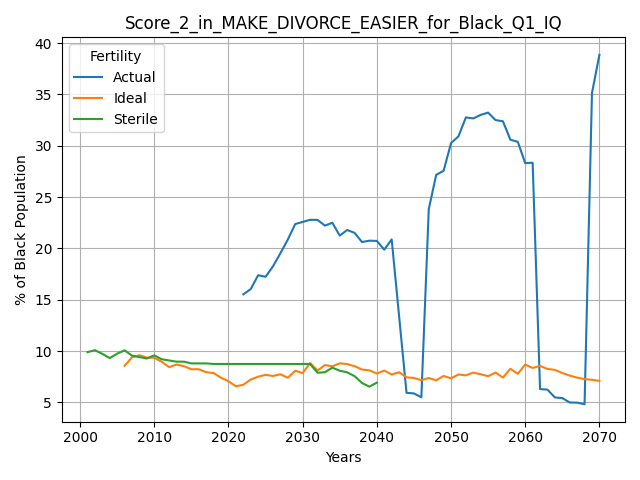 Score_2_in_MAKE_DIVORCE_EASIER_for_Black_Q1_IQ
Fertility
Actual
Ideal
Sterile
% of Black Population
40
35
30
25
20
15
10
5
2000 2010 2020 2030 2040 2050 2060 2070
Years